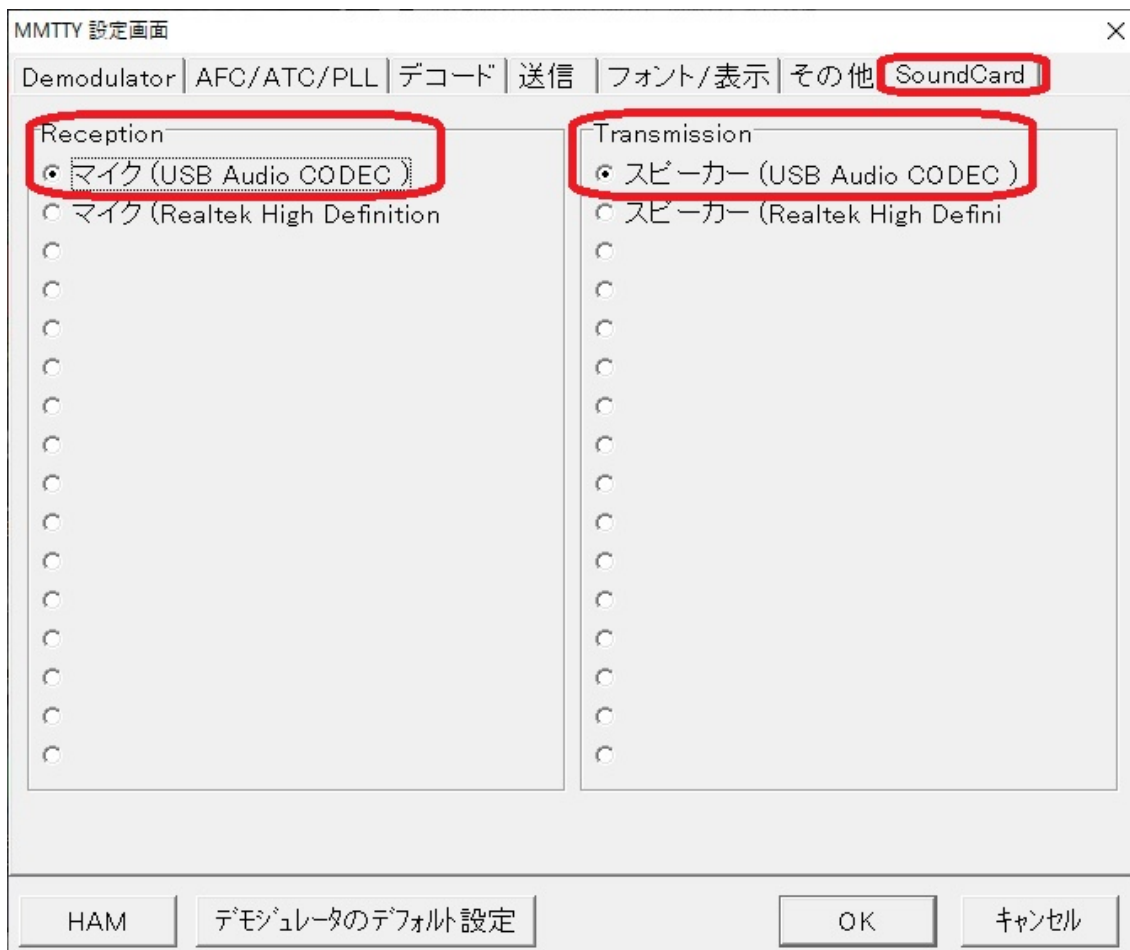 MMTTY 設定画面
Demodulator AFC/ATC/PLL デコード 送信 フォント/表示 その他 SoundCard
Reception
マイク (USB Audio CODEC )
マイク (Realtek High Definition
Transmission
スピーカー (USB Audio CODEC )
スピーカー (Realtek High Defini
HAM デモジュレータのデフォルト設定 OK キャンセル